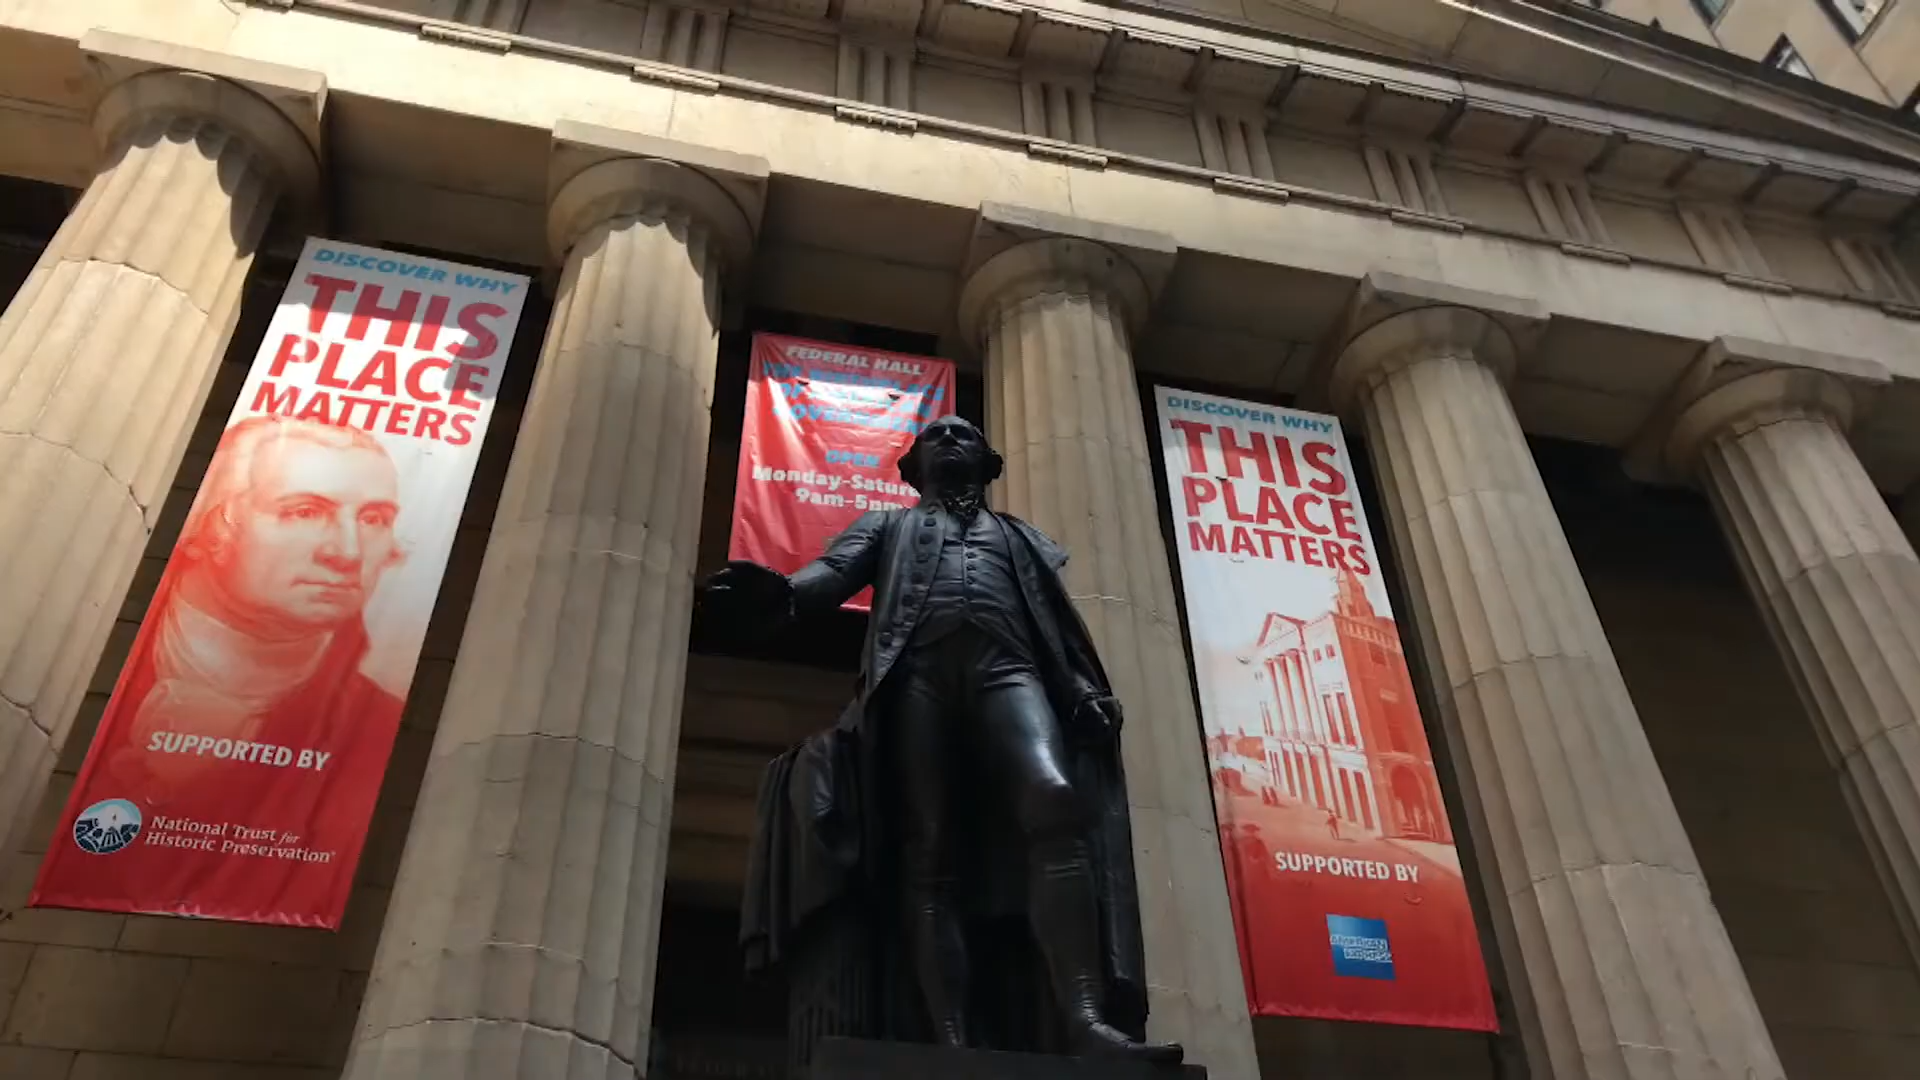 DISCOVER WHY
THIS
PLACE
MATTERS
SUPPORTED BY
National Trust for
Historic Preservation
FEDERAL HALL
OPEN
Monday-Satur
9am-5pm
DISCOVER WHY
THIS
PLACE
MATTERS
SUPPORTED BY
AMERICAN
EXPRESS